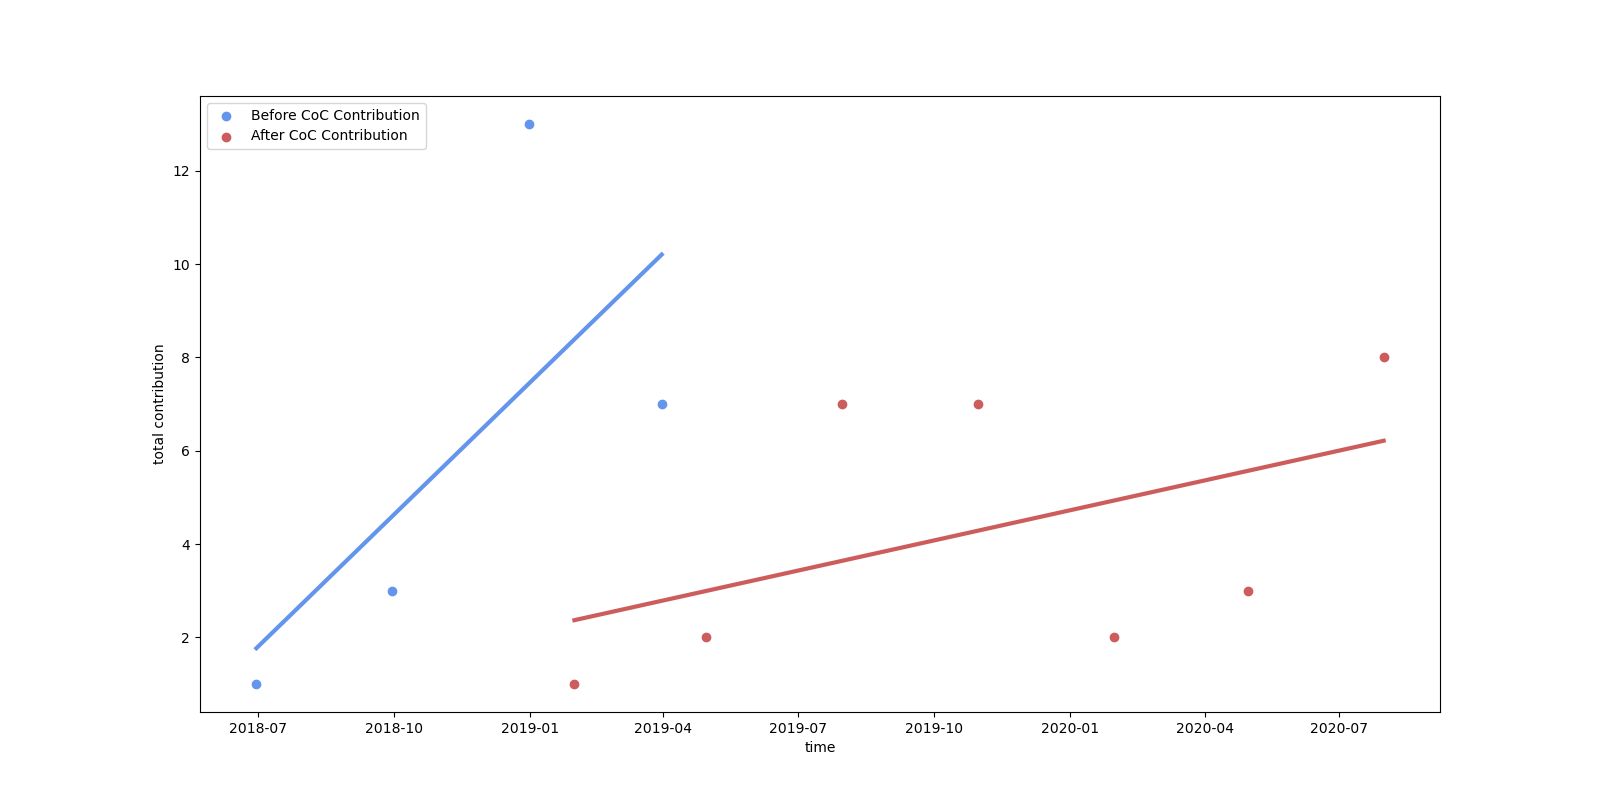 Before CoC Contribution
After CoC Contribution
12
10
8
6
4
2
total contribution
2018-07 2018-10 2019-01 2019-04 2019-07 2019-10 2020-01 2020-04 2020-07
time